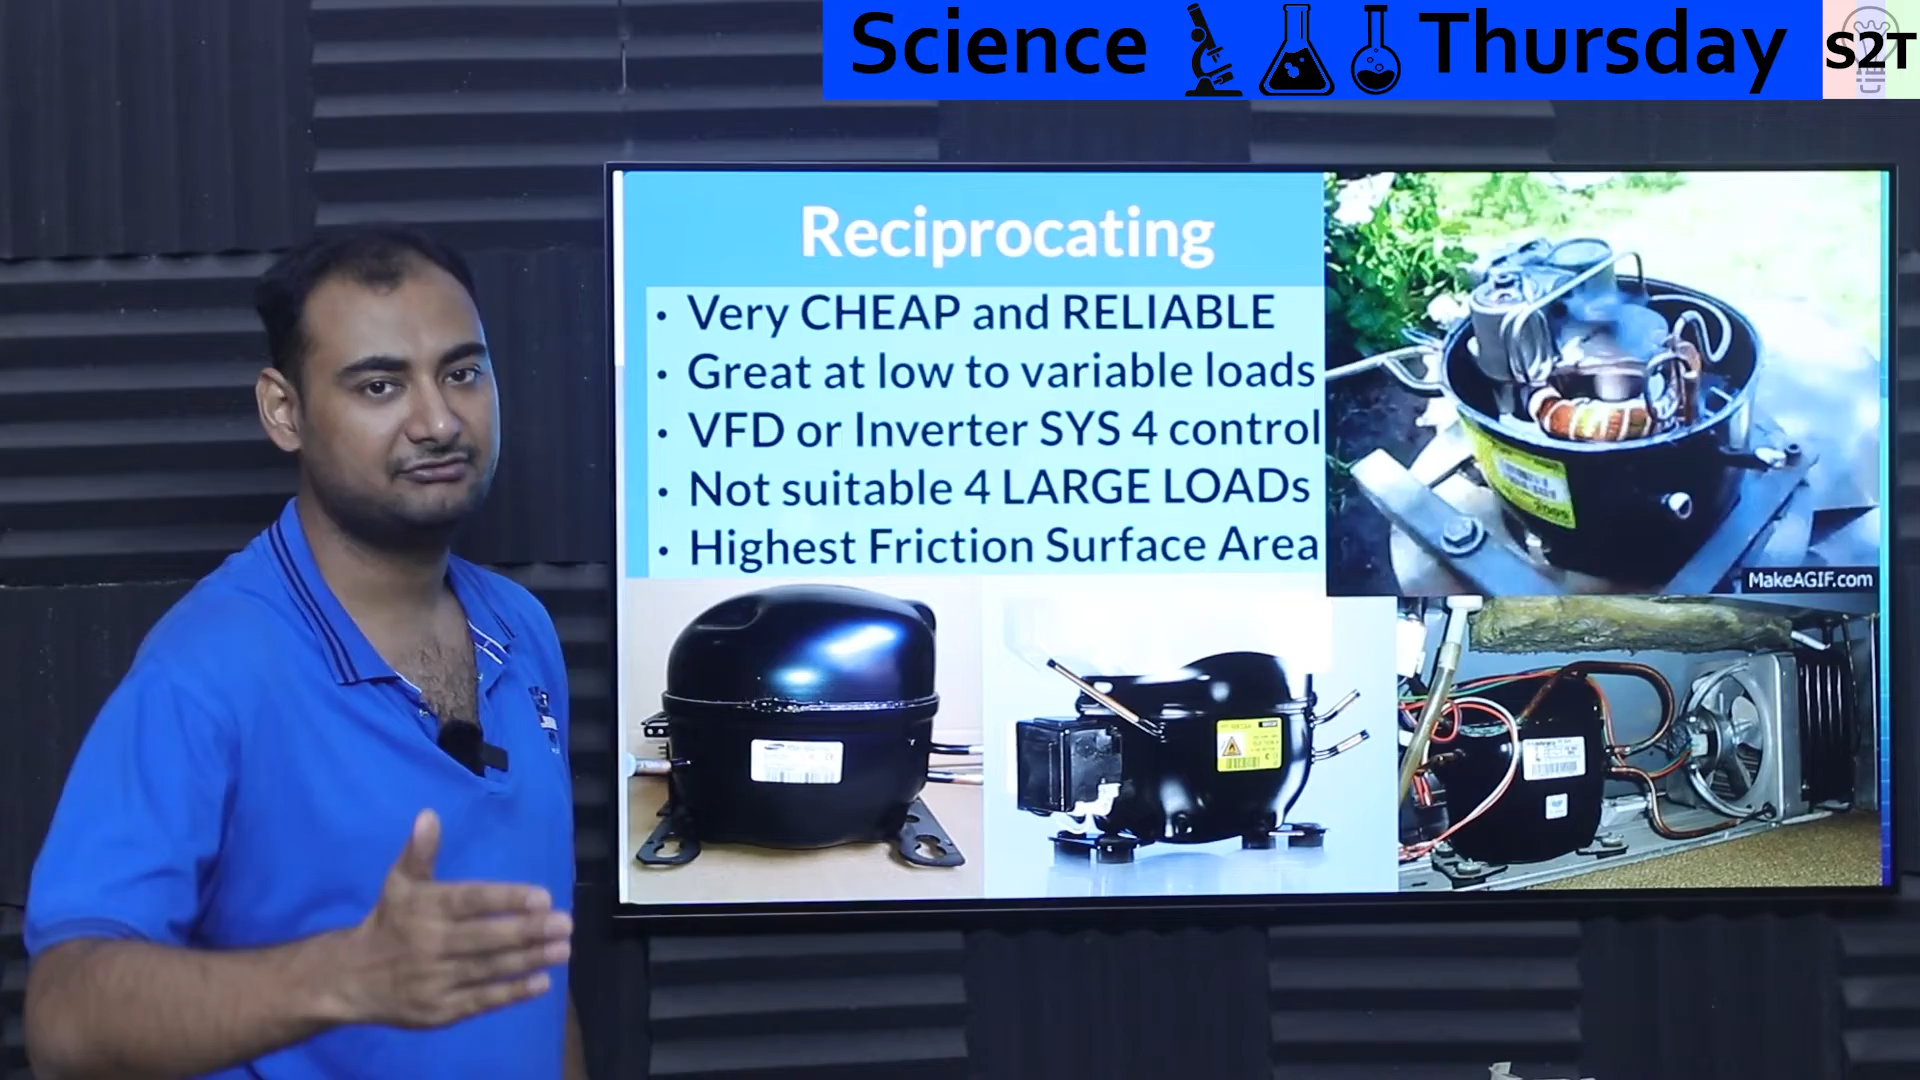 Science Thursday
S2T
Reciprocating
• Very CHEAP and RELIABLE
• Great at low to variable loads
• VFD or Inverter SYS 4 control
• Not suitable 4 LARGE LOADs
• Highest Friction Surface Area
MakeAGIF.com